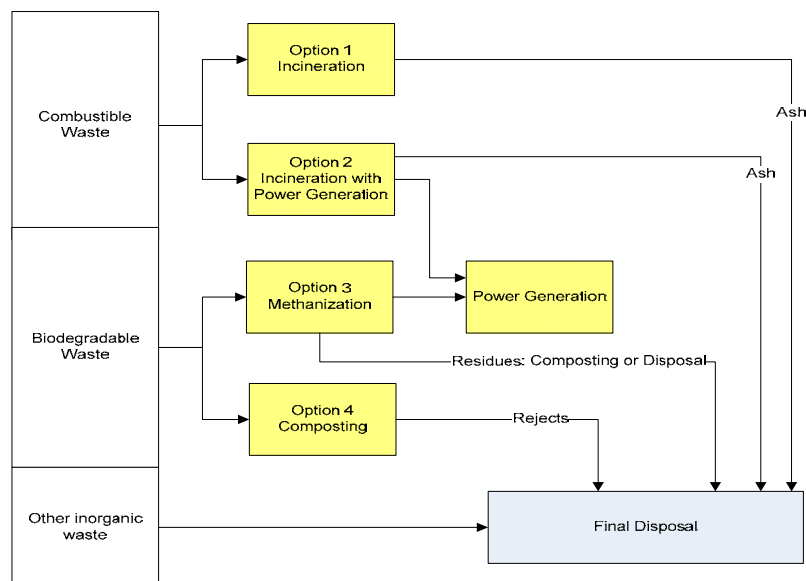 Option 1
Incineration
Ash
Combustible
Waste
Option 2
Incineration with
Power Generation
Ash
Option 3
Methanization
Power Generation
Biodegradable
Waste
Residues: Composting or Disposal
Option 4
Composting
Rejects
Other inorganic
waste
Final Disposal